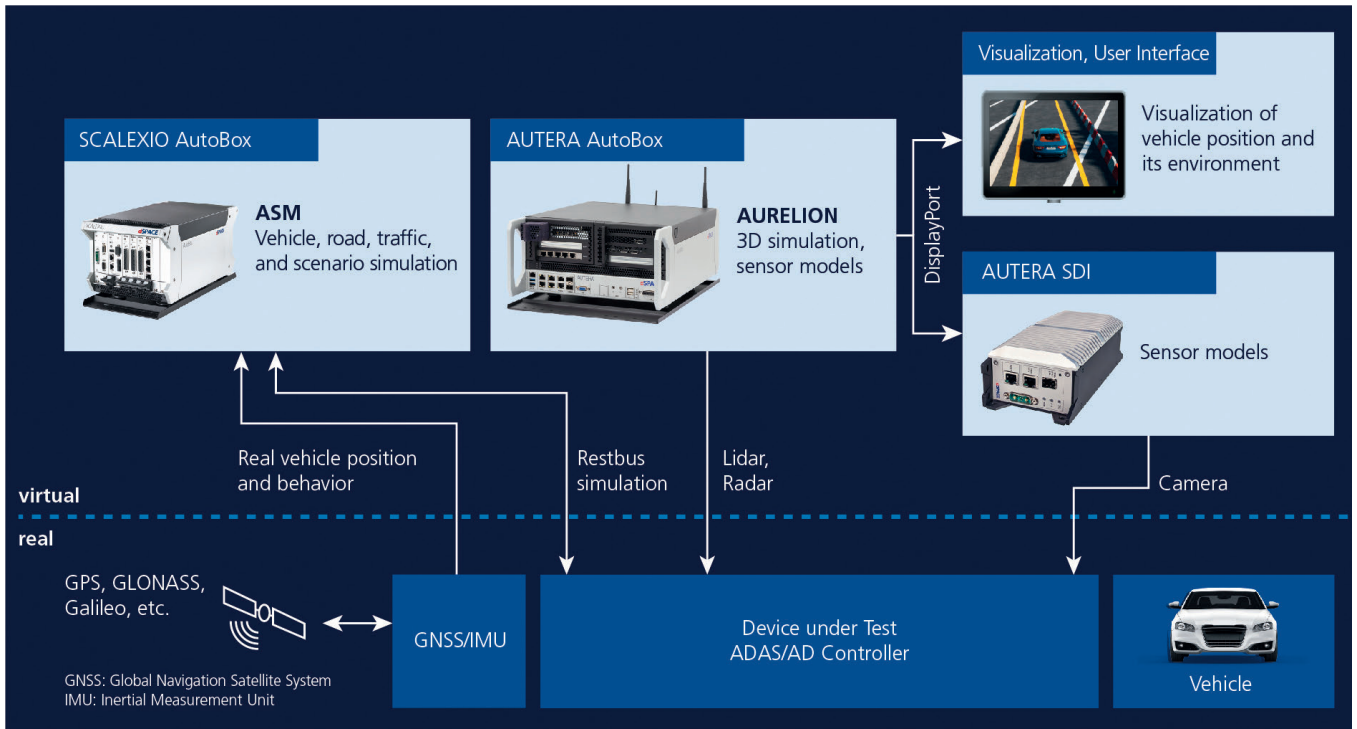 SCALEXIO AutoBox
ASM
Vehicle, road, traffic,
and scenario simulation
dSPACE
AUTERA AutoBox
AURELION
3D simulation,
sensor models
AUTERA
DisplayPort
Visualization, User Interface
Visualization of
vehicle position and
its environment
AUTERA SDI
Sensor models
Real vehicle position
and behavior
Restbus
simulation
Lidar,
Radar
Camera
virtual
real
GPS, GLONASS,
Galileo, etc.
GNSS: Global Navigation Satellite System
IMU: Inertial Measurement Unit
GNSS/IMU
Device under Test
ADAS/AD Controller
Vehicle